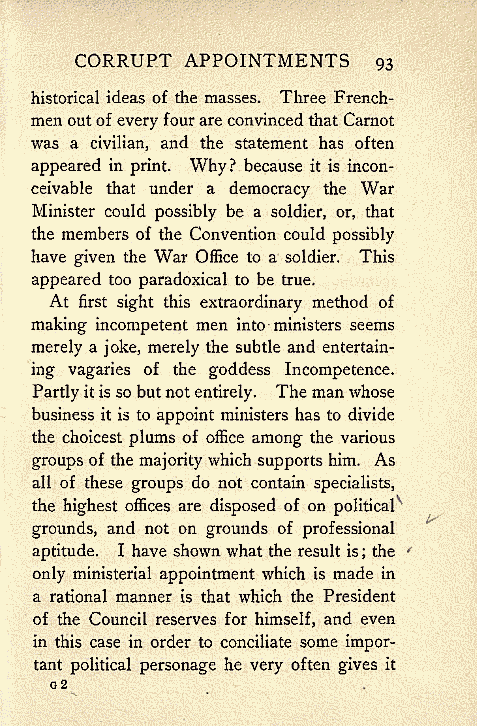 CORRUPT APPOINTMENTS 93
historical ideas of the masses. Three French-
men out of every four are convinced that Carnot
was a civilian, and the statement has often
appeared in print. Why? because it is incon-
ceivable that under a democracy the War
Minister could possibly be a soldier, or, that
the members of the Convention could possibly
have given the War Office to a soldier. This
appeared too paradoxical to be true.
At first sight this extraordinary method of
making incompetent men into ministers seems
merely a joke, merely the subtle and entertain-
ing vagaries of the goddess Incompetence.
Partly it is so but not entirely. The man whose
business it is to appoint ministers has to divide
the choicest plums of office among the various
groups of the majority which supports him. As
all of these groups do not contain specialists,
the highest offices are disposed of on political
grounds, and not on grounds of professional
aptitude. I have shown what the result is; the
only ministerial appointment which is made in
a rational manner is that which the President
of the Council reserves for himself, and even
in this case in order to conciliate some impor-
tant political personage he very often gives it
G 2